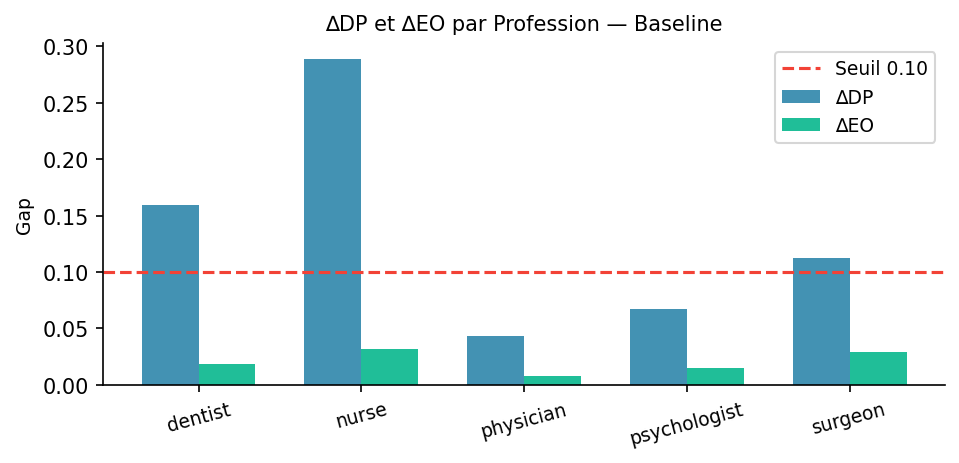 ΔDP et ΔEO par Profession — Baseline
Seuil 0.10
ΔDP
ΔEO
Gap
0.30
0.25
0.20
0.15
0.10
0.05
0.00
dentist
nurse
physician
psychologist
surgeon